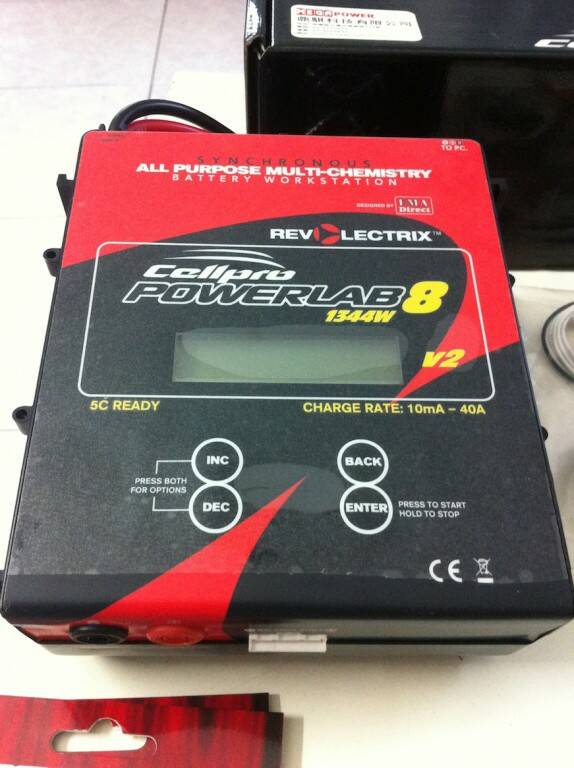 MEGA POWER
TO PC.
SYNCHRONOUS
ALL PURPOSE MULTI-CHEMISTRY
BATTERY WORKSTATION
DESIGNED BY FMA Direct
REVOLECTRIX™
Cellpro
POWERLAB 8
1344W
v2
5C READY
CHARGE RATE: 10mA – 40A
INC
BACK
PRESS BOTH
FOR OPTIONS
DEC
ENTER
PRESS TO START
HOLD TO STOP
CE